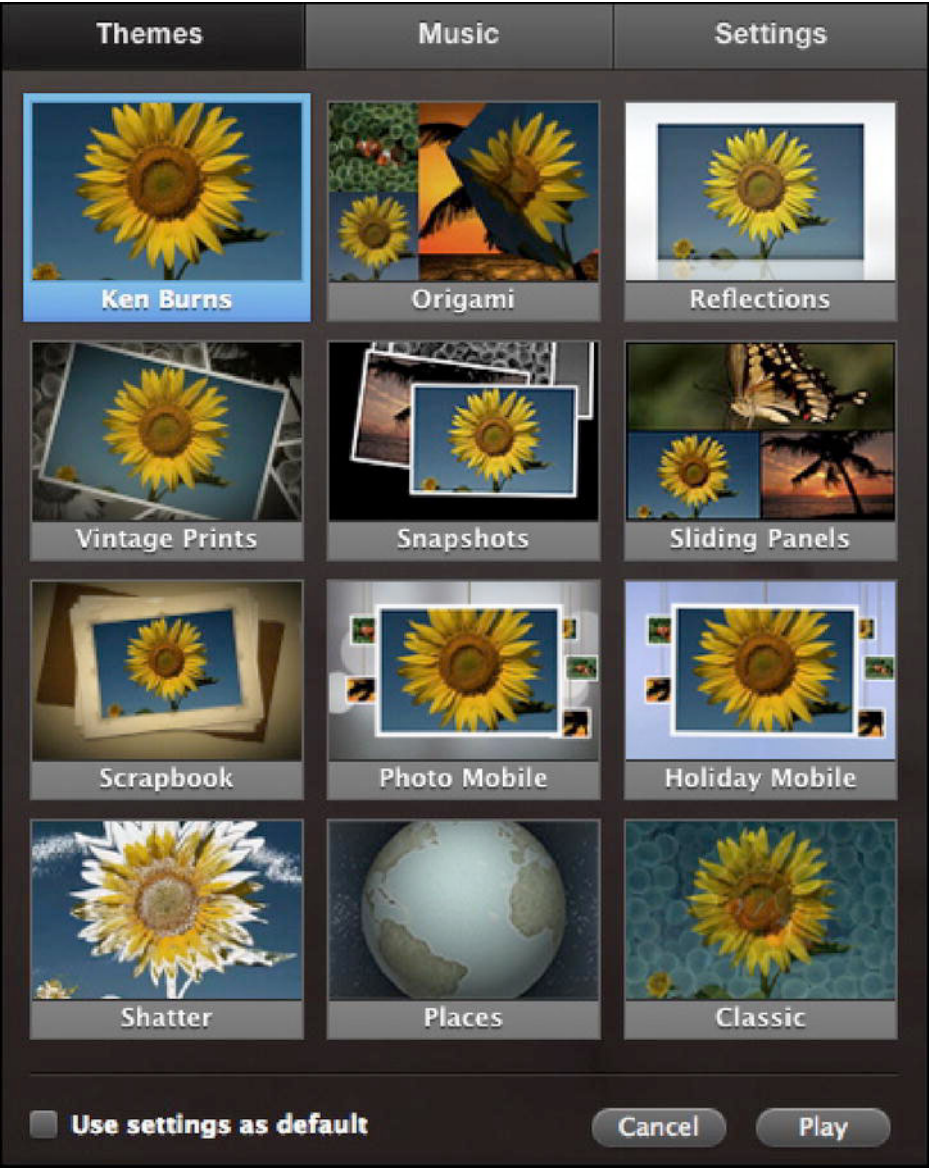 Themes Music Settings
Ken Burns Origami Reflections
Vintage Prints Snapshots Sliding Panels
Scrapbook Photo Mobile Holiday Mobile
Shatter Places Classic
Use settings as default Cancel Play